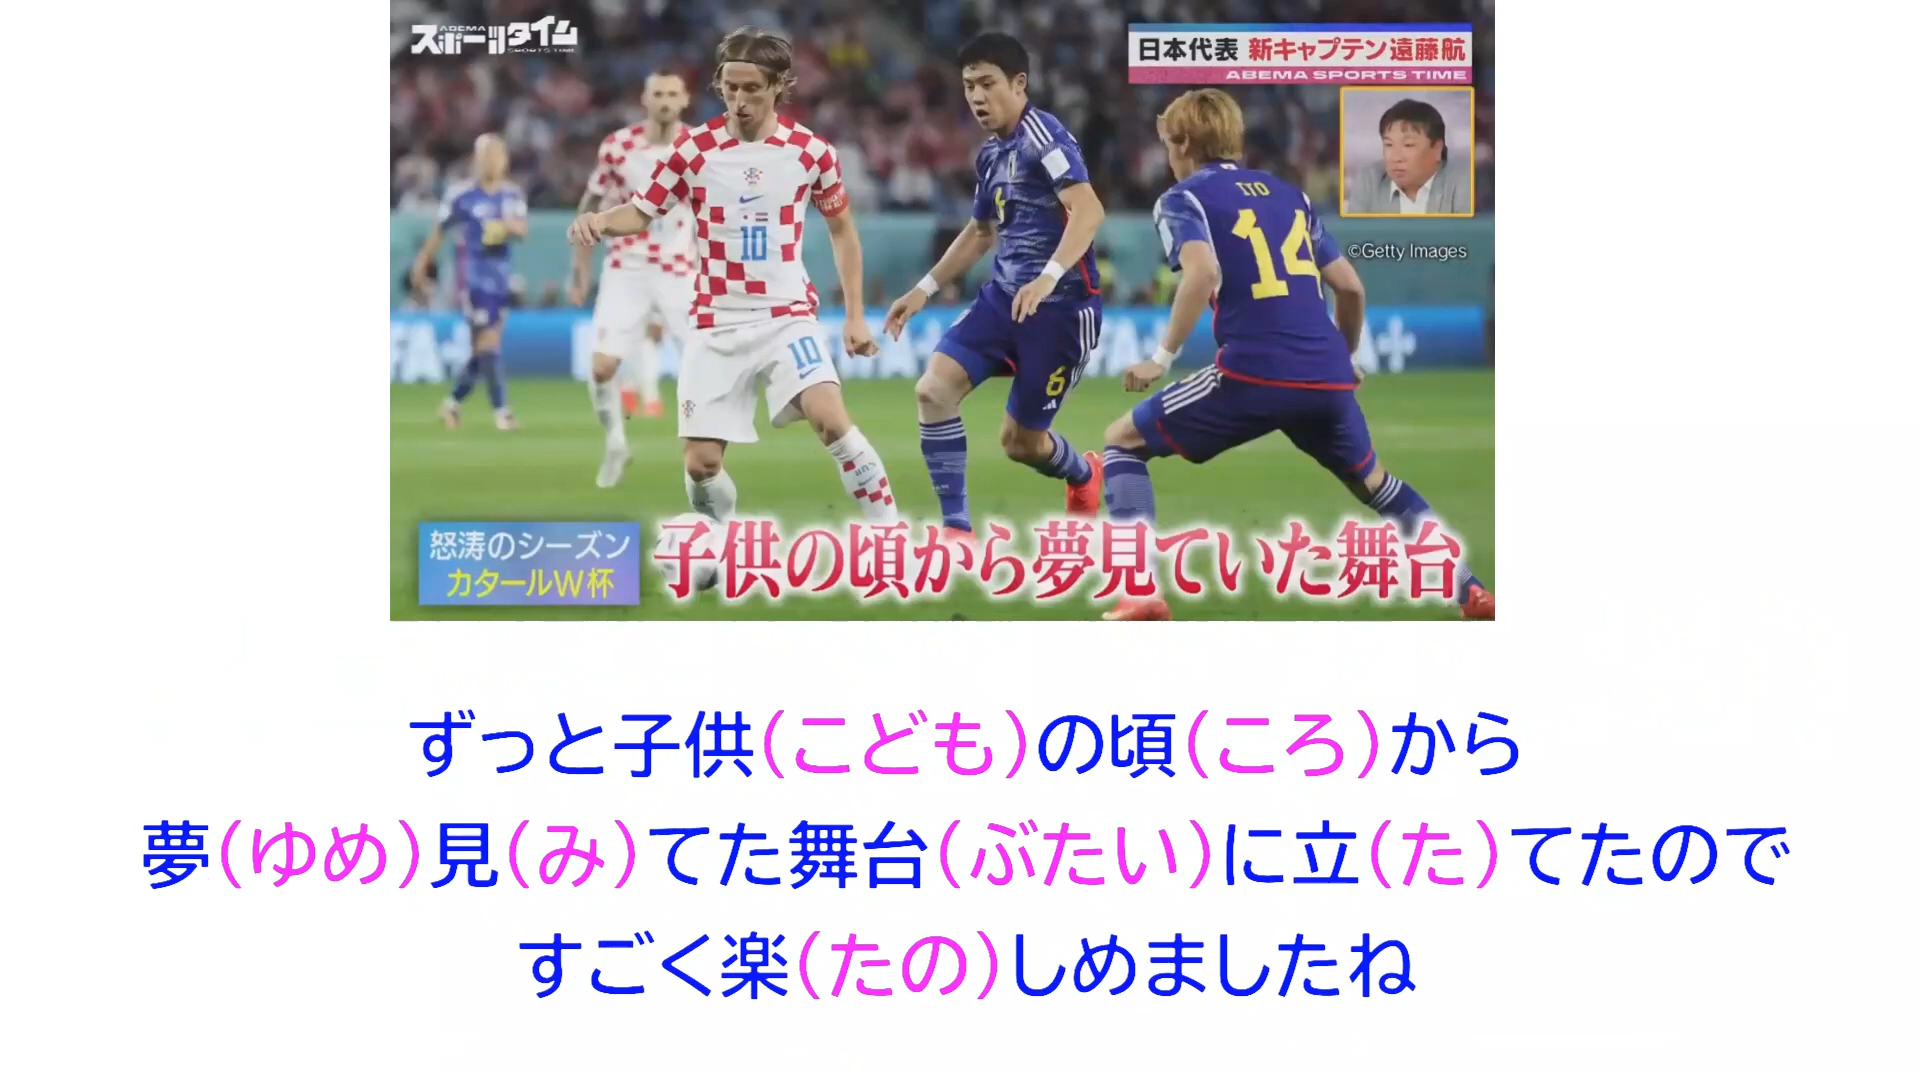 ABEMA
スポーツタイム
SPORTS TIME
日本代表 新キャプテン遠藤航
ABEMA SPORTS TIME
©Getty Images
ITO
14
10
10
6
6
怒涛のシーズン
カタールW杯
子供の頃から夢見ていた舞台
ずっと子供(こども)の頃(ころ)から
夢(ゆめ)見(み)てた舞台(ぶたい)に立(た)てたので
すごく楽(たの)しめましたね